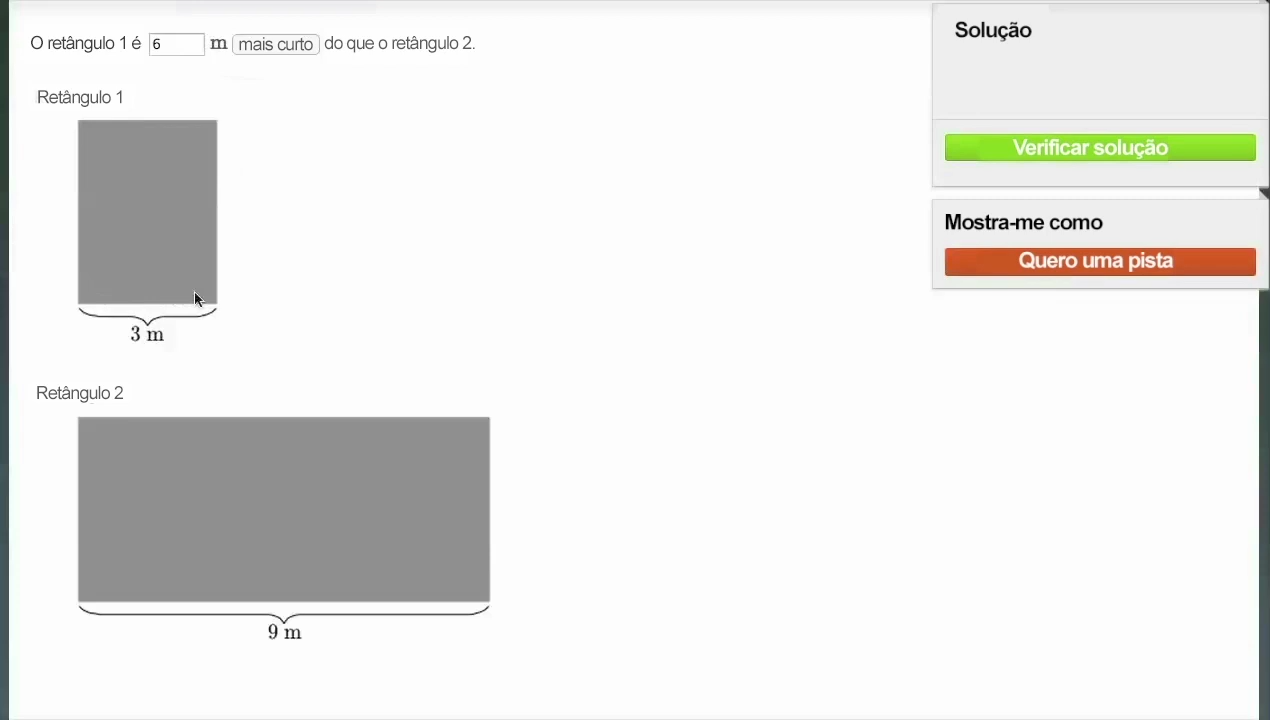 O retângulo 1 é 6 m mais curto do que o retângulo 2.
Retângulo 1
3 m
Retângulo 2
9 m
Solução
Verificar solução
Mostra-me como
Quero uma pista